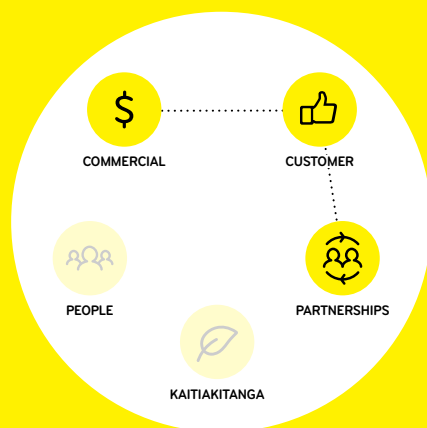 $
COMMERCIAL
CUSTOMER
PEOPLE
PARTNERSHIPS
KAITIAKITANGA